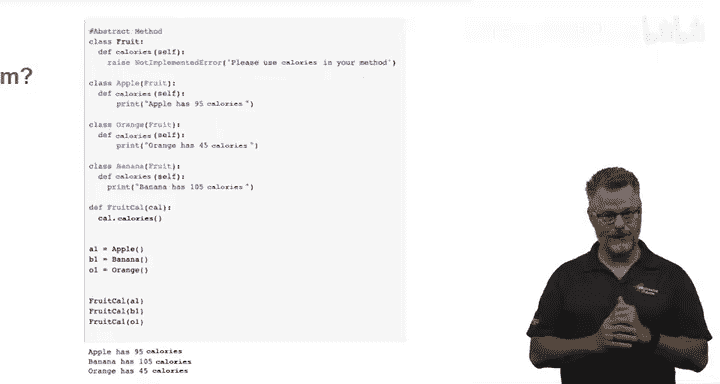 m?
#Abstract Method
class Fruit:
def calories(self):
raise NotImplementedError('Please use calories in your method')
class Apple(Fruit):
def calories(self):
print("Apple has 95 calories")
class Orange(Fruit):
def calories(self):
print("Orange has 45 calories")
class Banana(Fruit):
def calories(self):
print("Banana has 105 calories")
def FruitCal(cal):
cal.calories()
a1 = Apple()
b1 = Banana()
o1 = Orange()
FruitCal(a1)
FruitCal(b1)
FruitCal(o1)
Apple has 95 calories
Banana has 105 calories
Orange has 45 calories